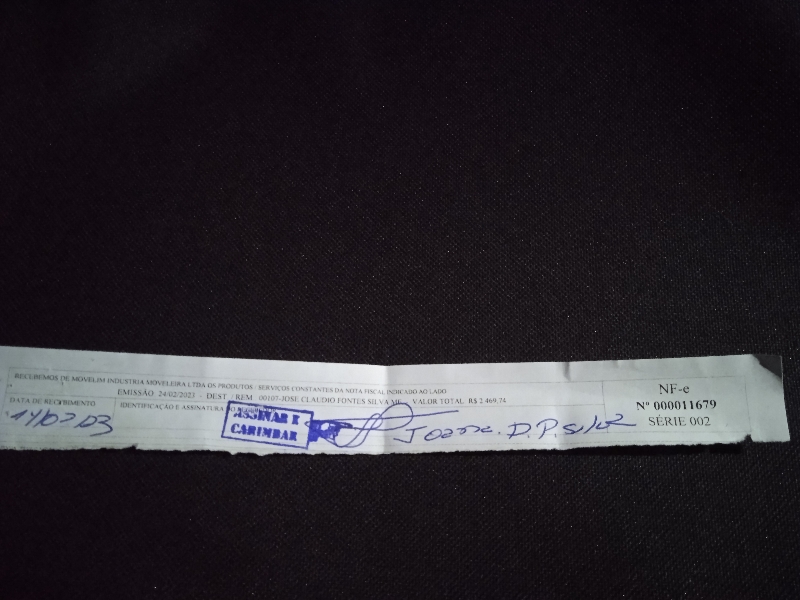 RECEBEMOS DE MOVELIM INDUSTRIA MOVELEIRA LTDA OS PRODUTOS / SERVIÇOS CONSTANTES DA NOTA FISCAL INDICADO AO LADO
EMISSÃO 24/02/2023 - DEST / REM 00107-JOSE CLAUDIO FONTES SILVA ME VALOR TOTAL R$ 2.469,74
DATA DE RECEBIMENTO
IDENTIFICAÇÃO E ASSINATURA DO
ASSINAR E
CARIMBAR
D.P. Silva
NF-e
Nº 000011679
SÉRIE 002